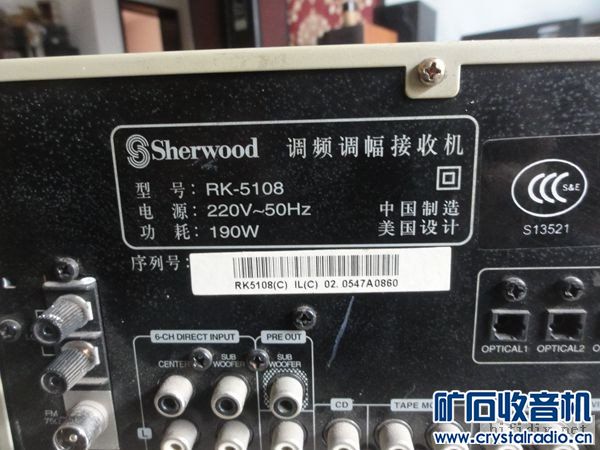 Sherwood 调频调幅接收机
型号: RK-5108
电源: 220V~50Hz 中国制造
功耗: 190W 美国设计
CCC S&E
S13521
序列号:
RK5108(C) IL(C) 02. 0547A0860
6-CH DIRECT INPUT
PRE OUT
CENTER
SUB WOOFER
SUB WOOFER
OPTICAL1
OPTICAL2
FM
L
CD
TAPE MO
矿石收音机
www.crystalradio.cn